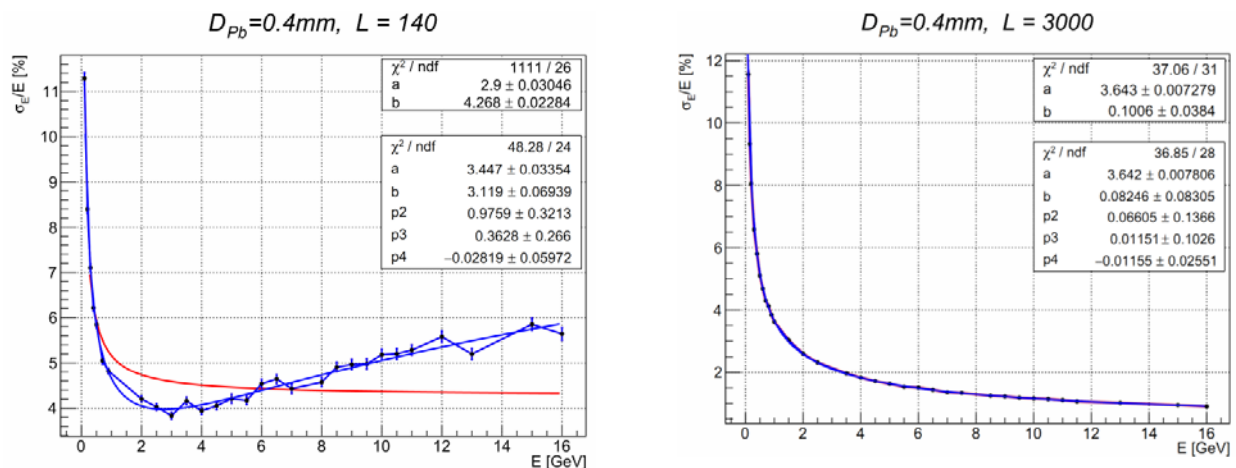 D_Pb=0.4mm, L = 140
σ_E/E [%]
11
10
9
8
7
6
5
4
χ² / ndf 1111 / 26
a 2.9 ± 0.03046
b 4.268 ± 0.02284
χ² / ndf 48.28 / 24
a 3.447 ± 0.03354
b 3.119 ± 0.06939
p2 0.9759 ± 0.3213
p3 0.3628 ± 0.266
p4 −0.02819 ± 0.05972
0 2 4 6 8 10 12 14 16
E [GeV]
D_Pb=0.4mm, L = 3000
σ_E/E [%]
12
10
8
6
4
2
χ² / ndf 37.06 / 31
a 3.643 ± 0.007279
b 0.1006 ± 0.0384
χ² / ndf 36.85 / 28
a 3.642 ± 0.007806
b 0.08246 ± 0.08305
p2 0.06605 ± 0.1366
p3 0.01151 ± 0.1026
p4 −0.01155 ± 0.02551
0 2 4 6 8 10 12 14 16
E [GeV]